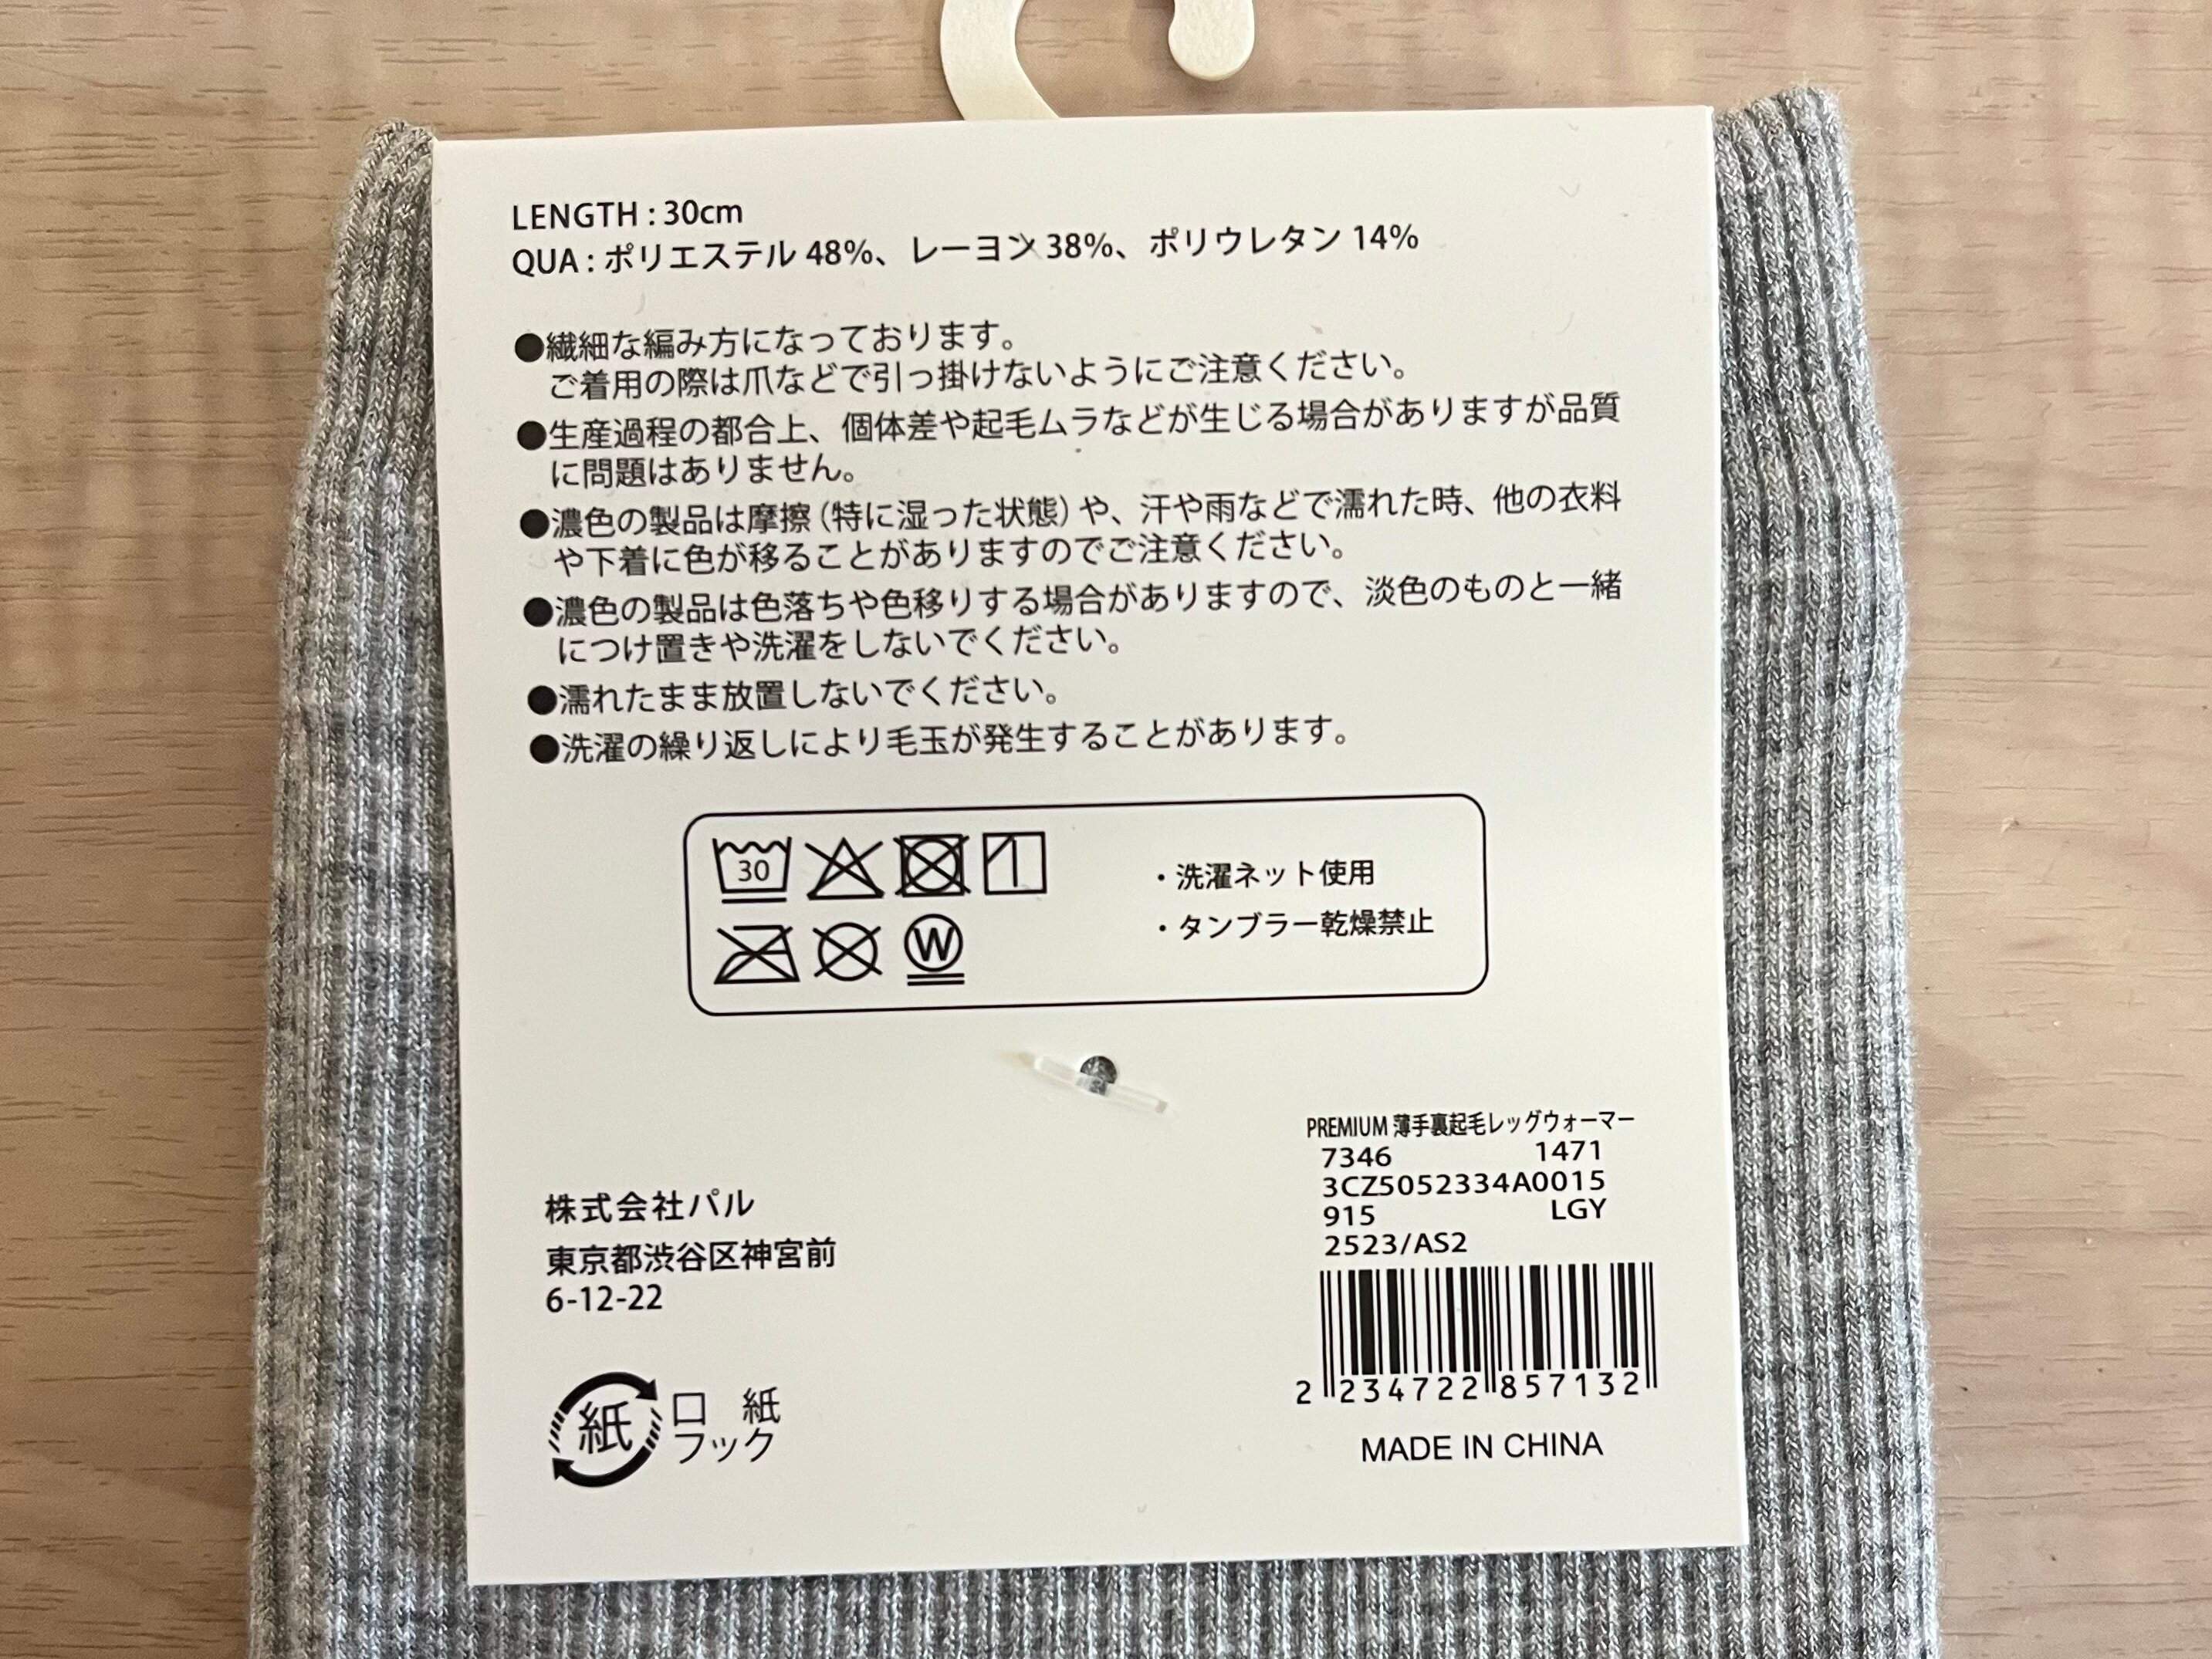 LENGTH : 30cm
QUA : ポリエステル 48%、レーヨン 38%、ポリウレタン 14%
●繊細な編み方になっております。
ご着用の際は爪などで引っ掛けないようにご注意ください。
●生産過程の都合上、個体差や起毛ムラなどが生じる場合がありますが品質
に問題はありません。
●濃色の製品は摩擦（特に湿った状態）や、汗や雨などで濡れた時、他の衣料
や下着に色が移ることがありますのでご注意ください。
●濃色の製品は色落ちや色移りする場合がありますので、淡色のものと一緒
につけ置きや洗濯をしないでください。
●濡れたまま放置しないでください。
●洗濯の繰り返しにより毛玉が発生することがあります。
30
W
・洗濯ネット使用
・タンブラー乾燥禁止
PREMIUM 薄手裏起毛レッグウォーマー
7346 1471
3CZ5052334A0015
915 LGY
2523/AS2
2 234722 857132
MADE IN CHINA
株式会社パル
東京都渋谷区神宮前
6-12-22
紙
口 紙
フック